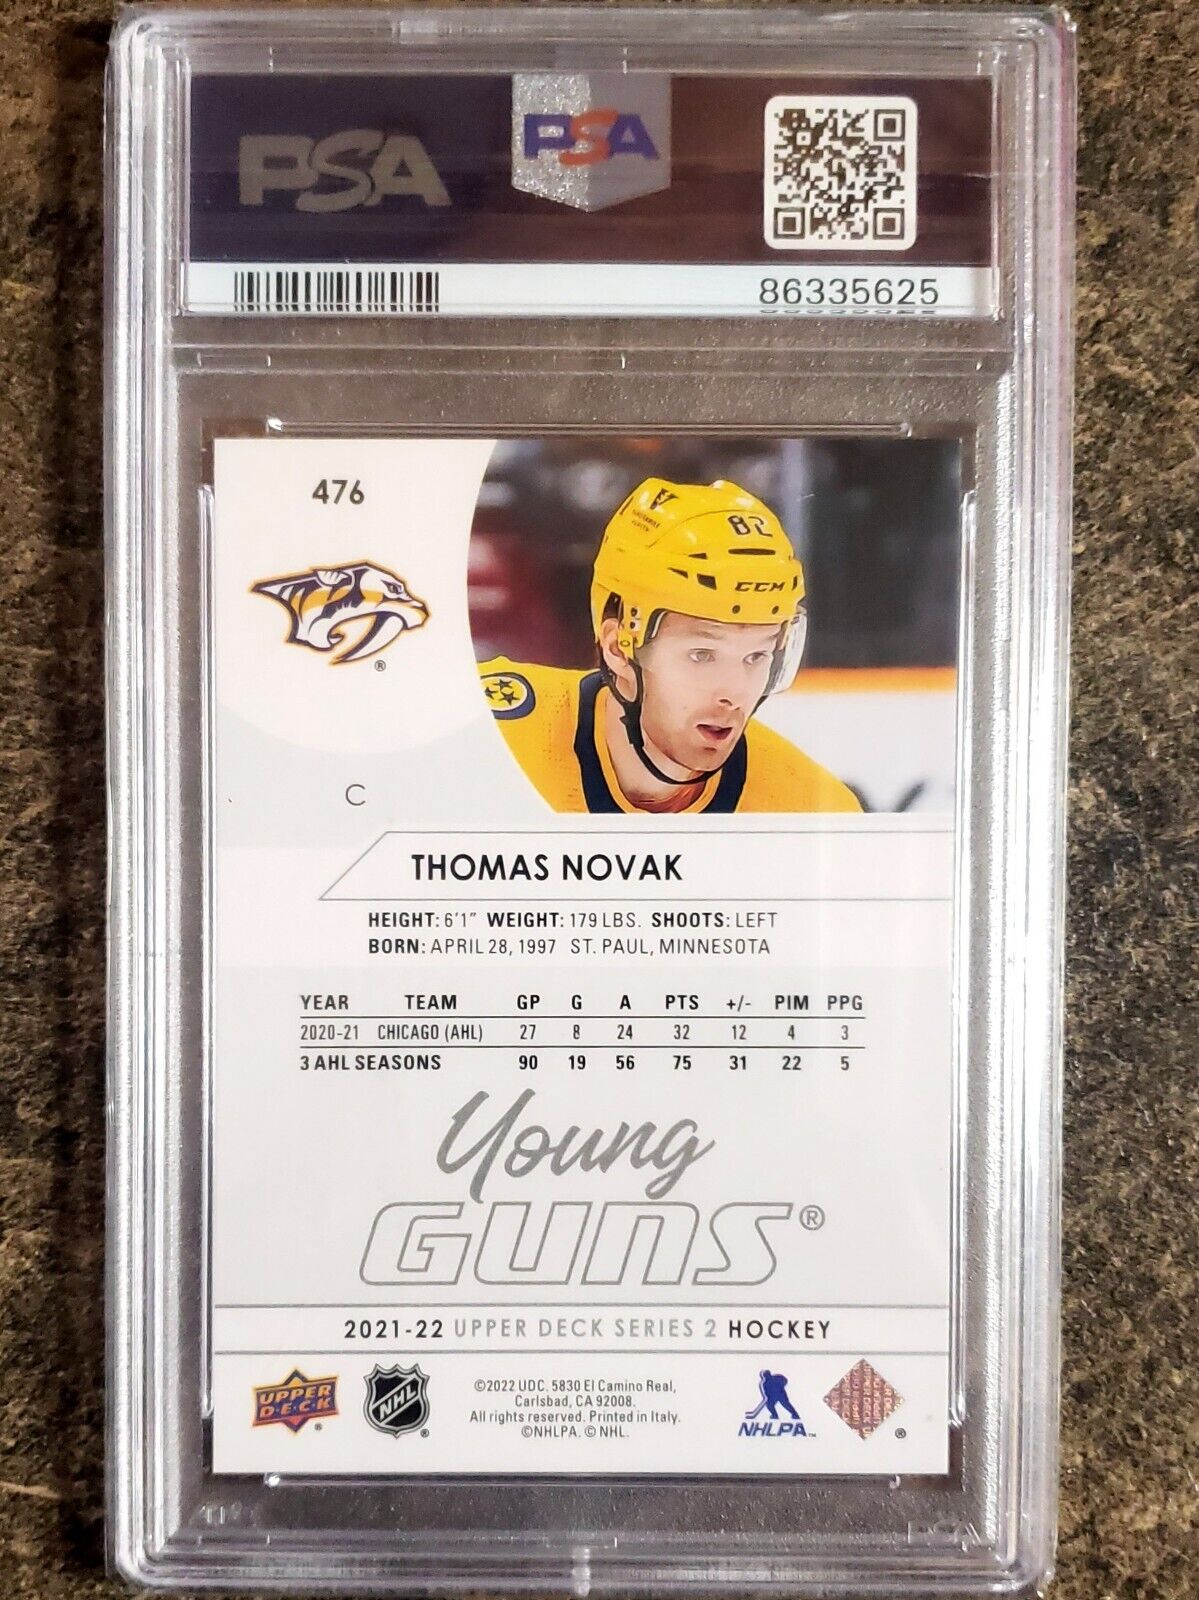 PSA
PSA
86335625
476
82
CCM
®
C
THOMAS NOVAK
HEIGHT: 6'1" WEIGHT: 179 LBS. SHOOTS: LEFT
BORN: APRIL 28, 1997 ST. PAUL, MINNESOTA
YEAR TEAM GP G A PTS +/- PIM PPG
2020-21 CHICAGO (AHL) 27 8 24 32 12 4 3
3 AHL SEASONS 90 19 56 75 31 22 5
Young
GUNS®
2021-22 UPPER DECK SERIES 2 HOCKEY
UPPER DECK®
NHL®
©2022 UDC. 5830 El Camino Real,
Carlsbad, CA 92008.
All rights reserved. Printed in Italy.
©NHLPA. © NHL.
NHLPA™
®
PSA